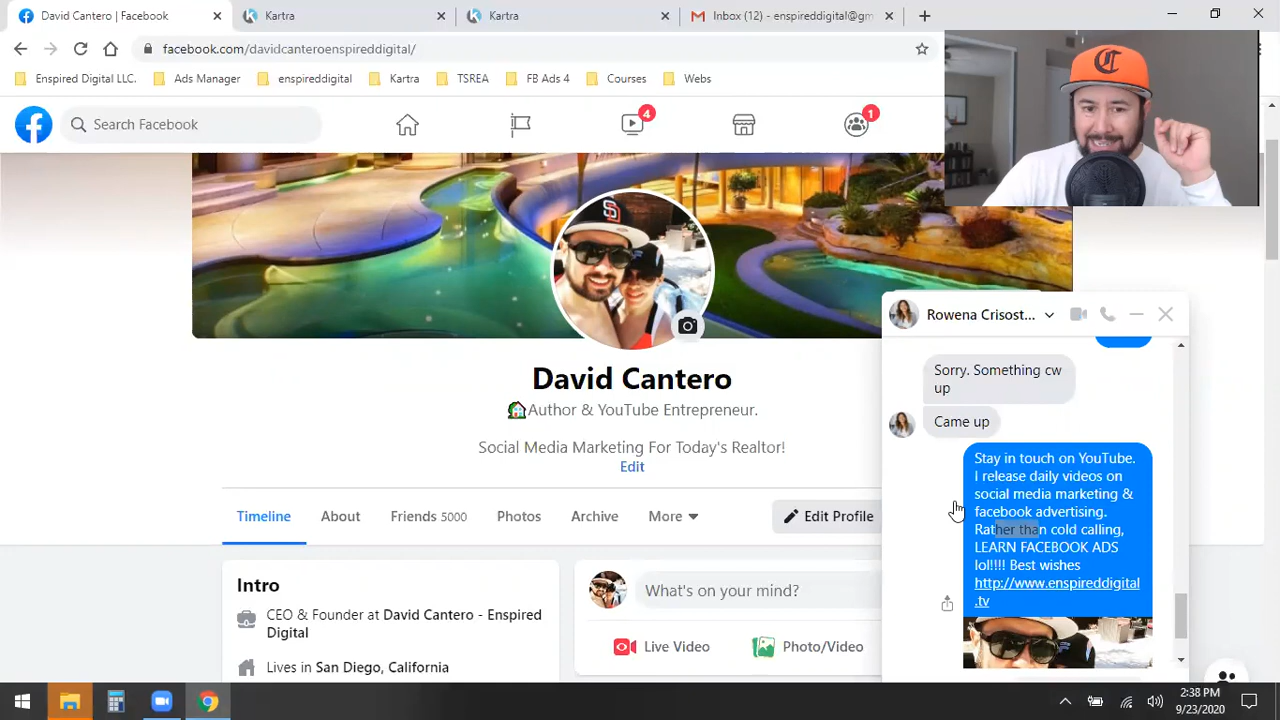 David Cantero | Facebook
Kartra
Kartra
Inbox (12) - enspireddigital@gm
facebook.com/davidcanteroenspireddigital/
Enspired Digital LLC.
Ads Manager
enspireddigital
Kartra
TSREA
FB Ads 4
Courses
Webs
Search Facebook
4
1
C
SD
David Cantero
Author & YouTube Entrepreneur.
Social Media Marketing For Today's Realtor!
Edit
Timeline
About
Friends 5000
Photos
Archive
More
Edit Profile
Intro
CEO & Founder at David Cantero - Enspired
Digital
Lives in San Diego, California
What's on your mind?
Live Video
Photo/Video
Rowena Crisost...
Sorry. Something cw
up
Came up
Stay in touch on YouTube.
I release daily videos on
social media marketing &
facebook advertising.
Rather than cold calling,
LEARN FACEBOOK ADS
lol!!!! Best wishes
http://www.enspireddigital
.tv
2:38 PM
9/23/2020